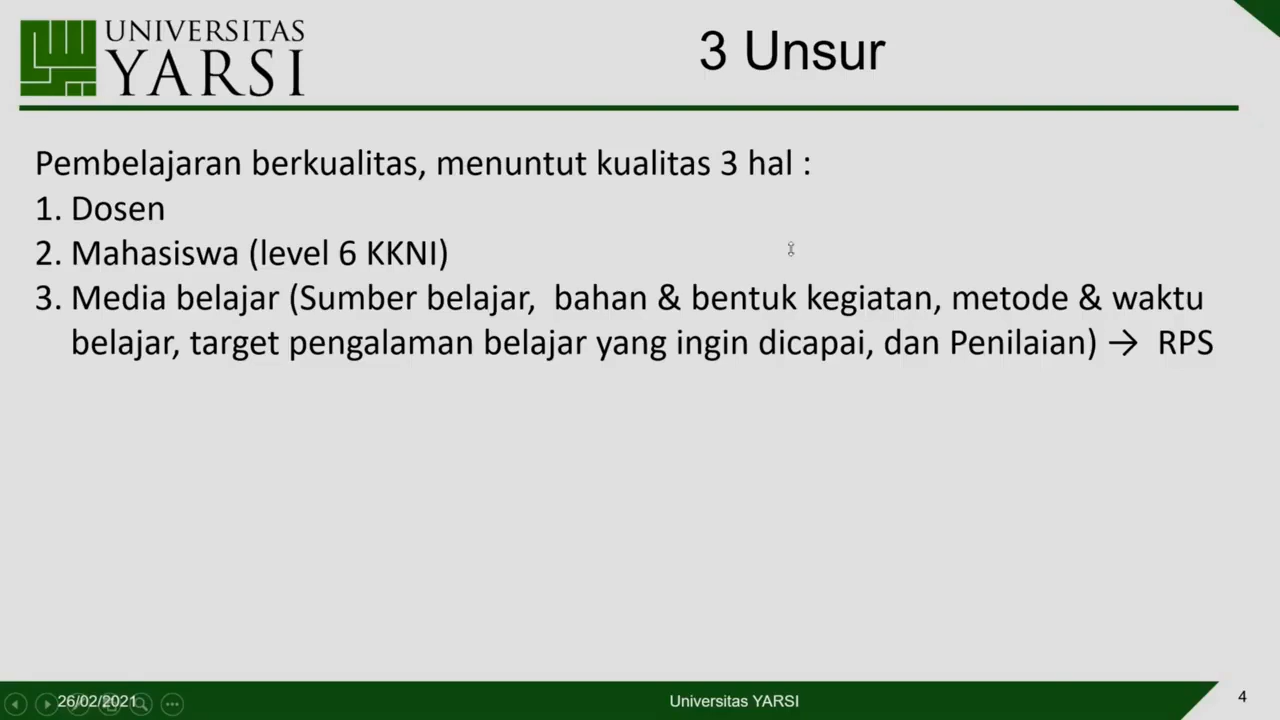 UNIVERSITAS
YARSI
3 Unsur
Pembelajaran berkualitas, menuntut kualitas 3 hal :
1. Dosen
2. Mahasiswa (level 6 KKNI)
3. Media belajar (Sumber belajar, bahan & bentuk kegiatan, metode & waktu
belajar, target pengalaman belajar yang ingin dicapai, dan Penilaian) → RPS
26/02/2021
Universitas YARSI
4